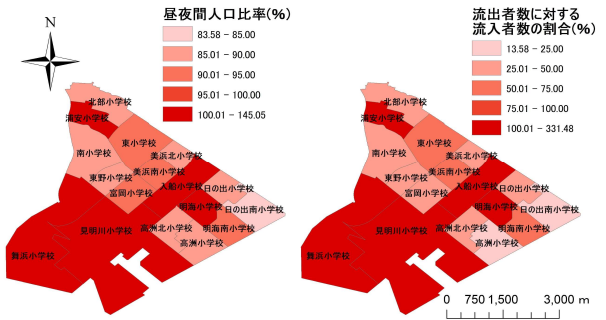 N
昼夜間人口比率(%)
83.58 - 85.00
85.01 - 90.00
90.01 - 95.00
95.01 - 100.00
100.01 - 145.05
北部小学校
浦安小学校
東小学校
南小学校
美浜北小学校
美浜南小学校
東野小学校
入船小学校
日の出小学校
富岡小学校
明海小学校
日の出南小学校
見明川小学校
高洲北小学校
明海南小学校
高洲小学校
舞浜小学校
流出者数に対する
流入者数の割合(%)
13.58 - 25.00
25.01 - 50.00
50.01 - 75.00
75.01 - 100.00
100.01 - 331.48
北部小学校
浦安小学校
東小学校
南小学校
美浜北小学校
美浜南小学校
東野小学校
入船小学校
日の出小学校
富岡小学校
明海小学校
日の出南小学校
見明川小学校
高洲北小学校
明海南小学校
高洲小学校
舞浜小学校
0 750 1,500 3,000 m